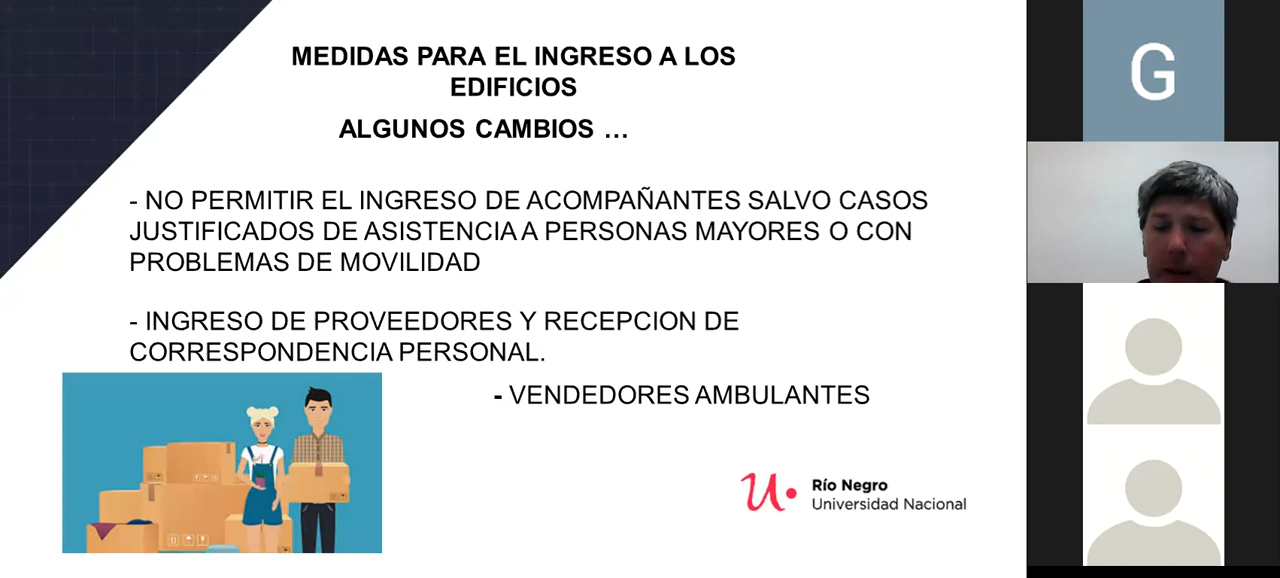 MEDIDAS PARA EL INGRESO A LOS
EDIFICIOS
ALGUNOS CAMBIOS ...
- NO PERMITIR EL INGRESO DE ACOMPAÑANTES SALVO CASOS
JUSTIFICADOS DE ASISTENCIA A PERSONAS MAYORES O CON
PROBLEMAS DE MOVILIDAD
- INGRESO DE PROVEEDORES Y RECEPCION DE
CORRESPONDENCIA PERSONAL.
- VENDEDORES AMBULANTES
Río Negro
Universidad Nacional
G